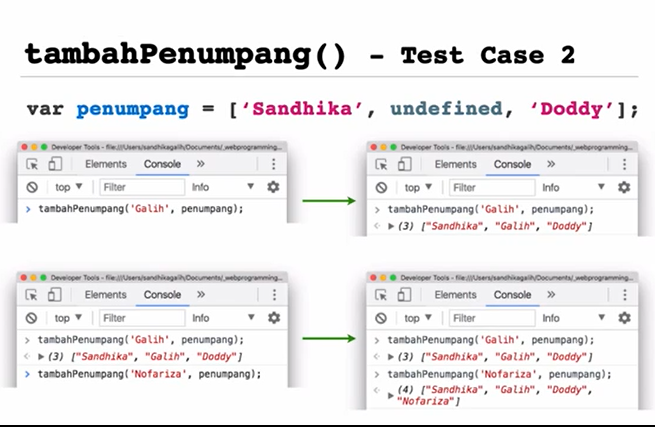 tambahPenumpang() – Test Case 2
var penumpang = [‘Sandhika’, undefined, ‘Doddy’];
Developer Tools - file:///Users/sandhikagalih/Documents/_webprogramming...
Elements Console »
top ▼ Filter Info ▼
> tambahPenumpang('Galih', penumpang);
Developer Tools - file:///Users/sandhikagalih/Documents/_webprogramming...
Elements Console »
top ▼ Filter Info ▼
> tambahPenumpang('Galih', penumpang);
< ▶ (3) ["Sandhika", "Galih", "Doddy"]
Developer Tools - file:///Users/sandhikagalih/Documents/_webprogramming...
Elements Console »
top ▼ Filter Info ▼
> tambahPenumpang('Galih', penumpang);
< ▶ (3) ["Sandhika", "Galih", "Doddy"]
> tambahPenumpang('Nofariza', penumpang);
Developer Tools - file:///Users/sandhikagalih/Documents/_webprogramming...
Elements Console »
top ▼ Filter Info ▼
> tambahPenumpang('Galih', penumpang);
< ▶ (3) ["Sandhika", "Galih", "Doddy"]
> tambahPenumpang('Nofariza', penumpang);
< ▶ (4) ["Sandhika", "Galih", "Doddy",
"Nofariza"]